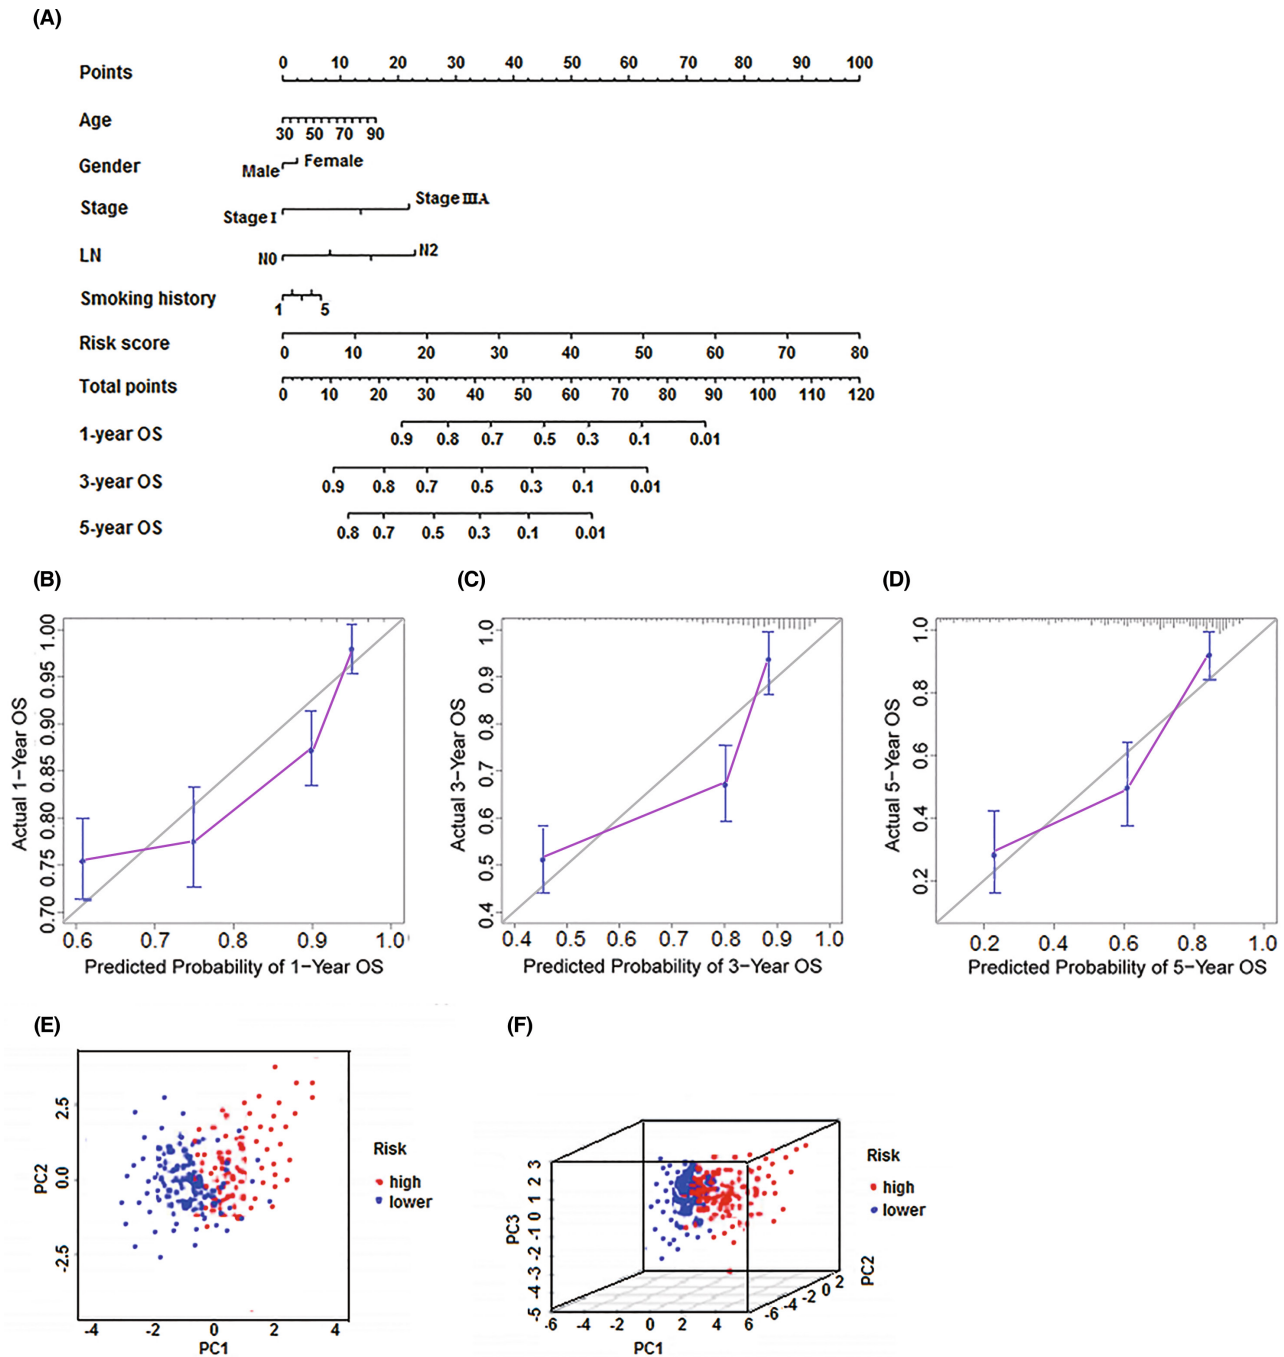 (A)
Points 0 10 20 30 40 50 60 70 80 90 100
Age
30 50 70 90
Gender Male Female
Stage Stage I Stage IIIA
LN N0 N2
Smoking history
1 5
Risk score
0 10 20 30 40 50 60 70 80
Total points
0 10 20 30 40 50 60 70 80 90 100 110 120
1-year OS
0.9 0.8 0.7 0.5 0.3 0.1 0.01
3-year OS
0.9 0.8 0.7 0.5 0.3 0.1 0.01
5-year OS
0.8 0.7 0.5 0.3 0.1 0.01
(B)
Actual 1−Year OS
0.70 0.75 0.80 0.85 0.90 0.95 1.00
0.6 0.7 0.8 0.9 1.0
Predicted Probability of 1−Year OS
(C)
Actual 3−Year OS
0.4 0.5 0.6 0.7 0.8 0.9 1.0
0.4 0.5 0.6 0.7 0.8 0.9 1.0
Predicted Probability of 3−Year OS
(D)
Actual 5−Year OS
0.2 0.4 0.6 0.8 1.0
0.2 0.4 0.6 0.8 1.0
Predicted Probability of 5−Year OS
(E)
PC2
-2.5 0.0 2.5
-4 -2 0 2 4
PC1
Risk
high
lower
(F)
PC3
-5 -4 -3 -2 -1 0 1 2 3
-6 -4 -2 0 2 4 6
PC1
-6 -4 -2 0 2
PC2
Risk
high
lower